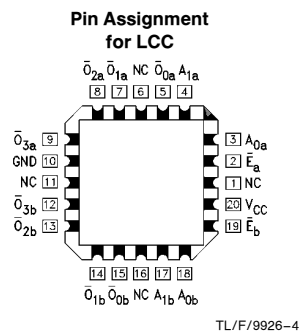 Pin Assignment
for LCC
Ō2a Ō1a NC Ō0a A1a
8 7 6 5 4
Ō3a 9
GND 10
NC 11
Ō3b 12
Ō2b 13
3 A0a
2 Ēa
1 NC
20 VCC
19 Ēb
14 15 16 17 18
Ō1b Ō0b NC A1b A0b
TL/F/9926–4